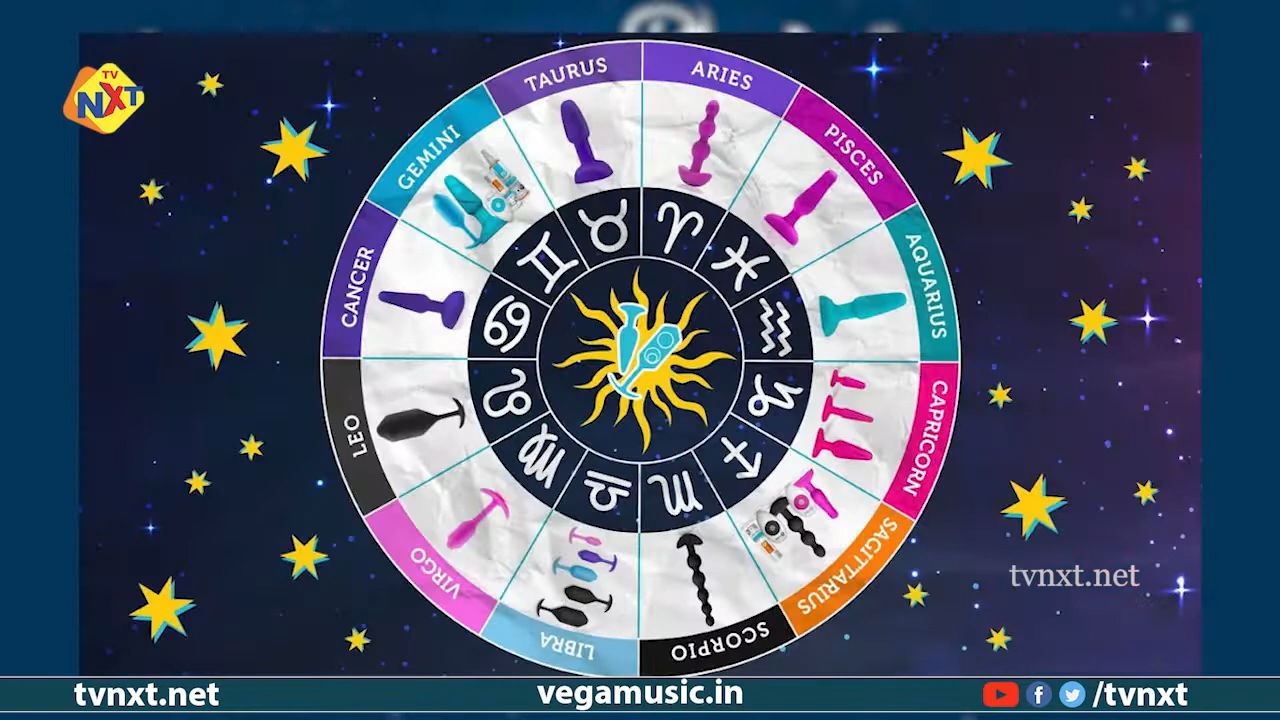 TV
NXT
TAURUS
ARIES
GEMINI
PISCES
CANCER
AQUARIUS
LEO
CAPRICORN
VIRGO
SAGITTARIUS
LIBRA
SCORPIO
tvnxt.net
tvnxt.net
vegamusic.in
/tvnxt